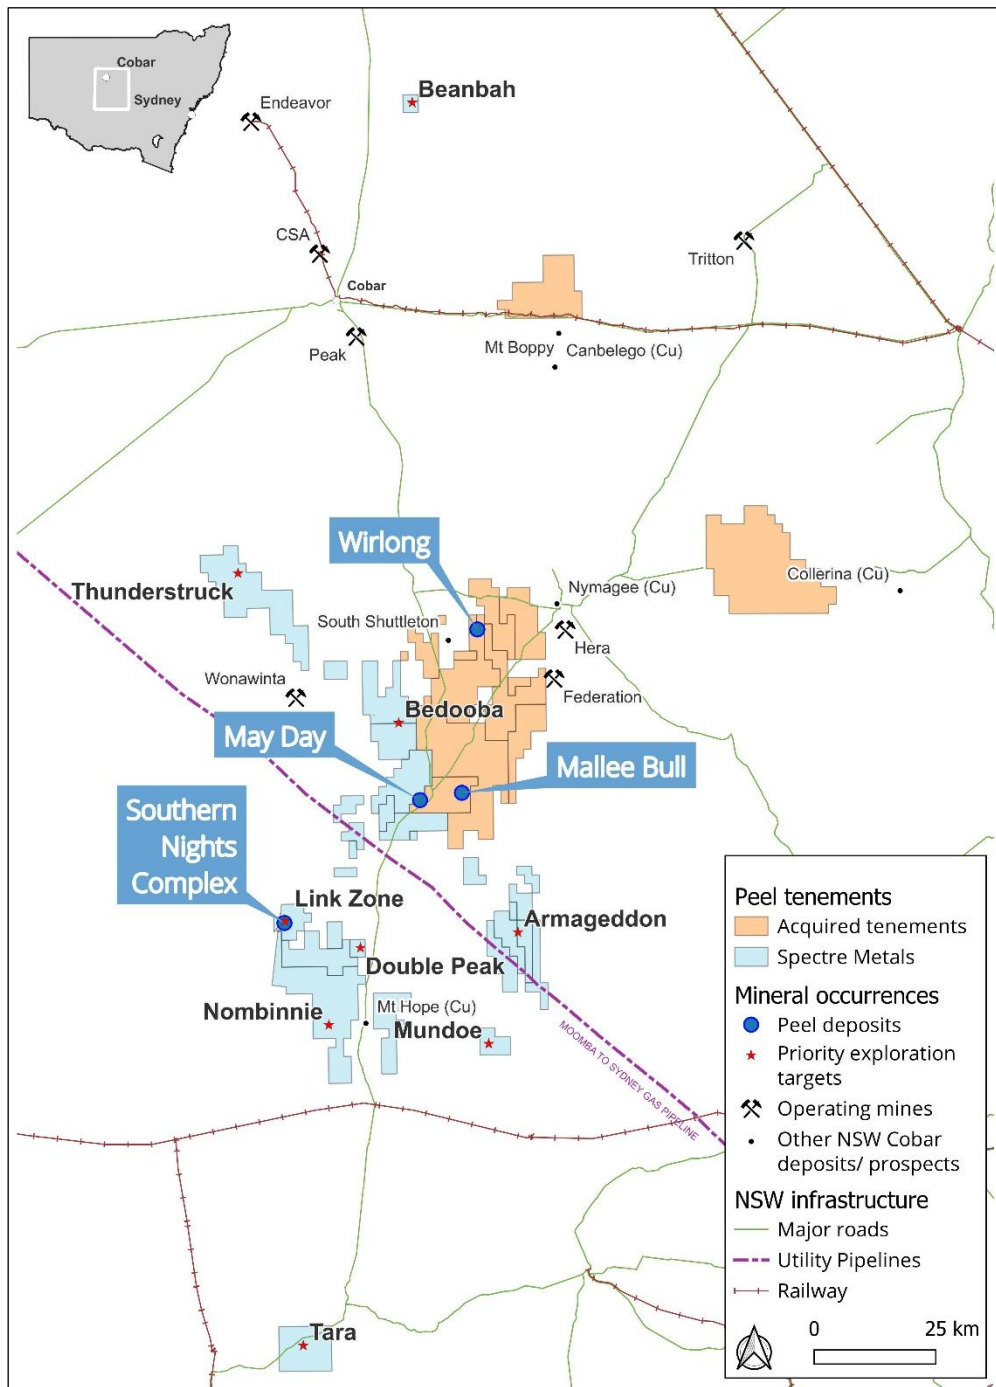 Cobar
Sydney
Beanbah
Endeavor
CSA
Tritton
Cobar
Peak
Mt Boppy
Canbelego (Cu)
Wirlong
Thunderstruck
Collerina (Cu)
Nymagee (Cu)
South Shuttleton
Hera
Wonawinta
Federation
Bedooba
May Day
Mallee Bull
Southern
Nights
Complex
Link Zone
Armageddon
Double Peak
Nombinnie
Mt Hope (Cu)
Mundoe
MOOMBA TO SYDNEY GAS PIPELINE
Tara
Peel tenements
Acquired tenements
Spectre Metals
Mineral occurrences
Peel deposits
Priority exploration
targets
Operating mines
Other NSW Cobar
deposits/ prospects
NSW infrastructure
Major roads
Utility Pipelines
Railway
0 25 km